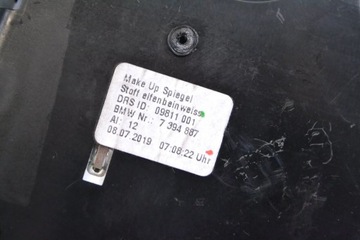 Make Up Spiegel
Stoff elfenbeinweiss
DRS ID: 09811 001
BMW Nr.: 7 394 887
AI: 12
08.07.2019 07:08:22 Uhr